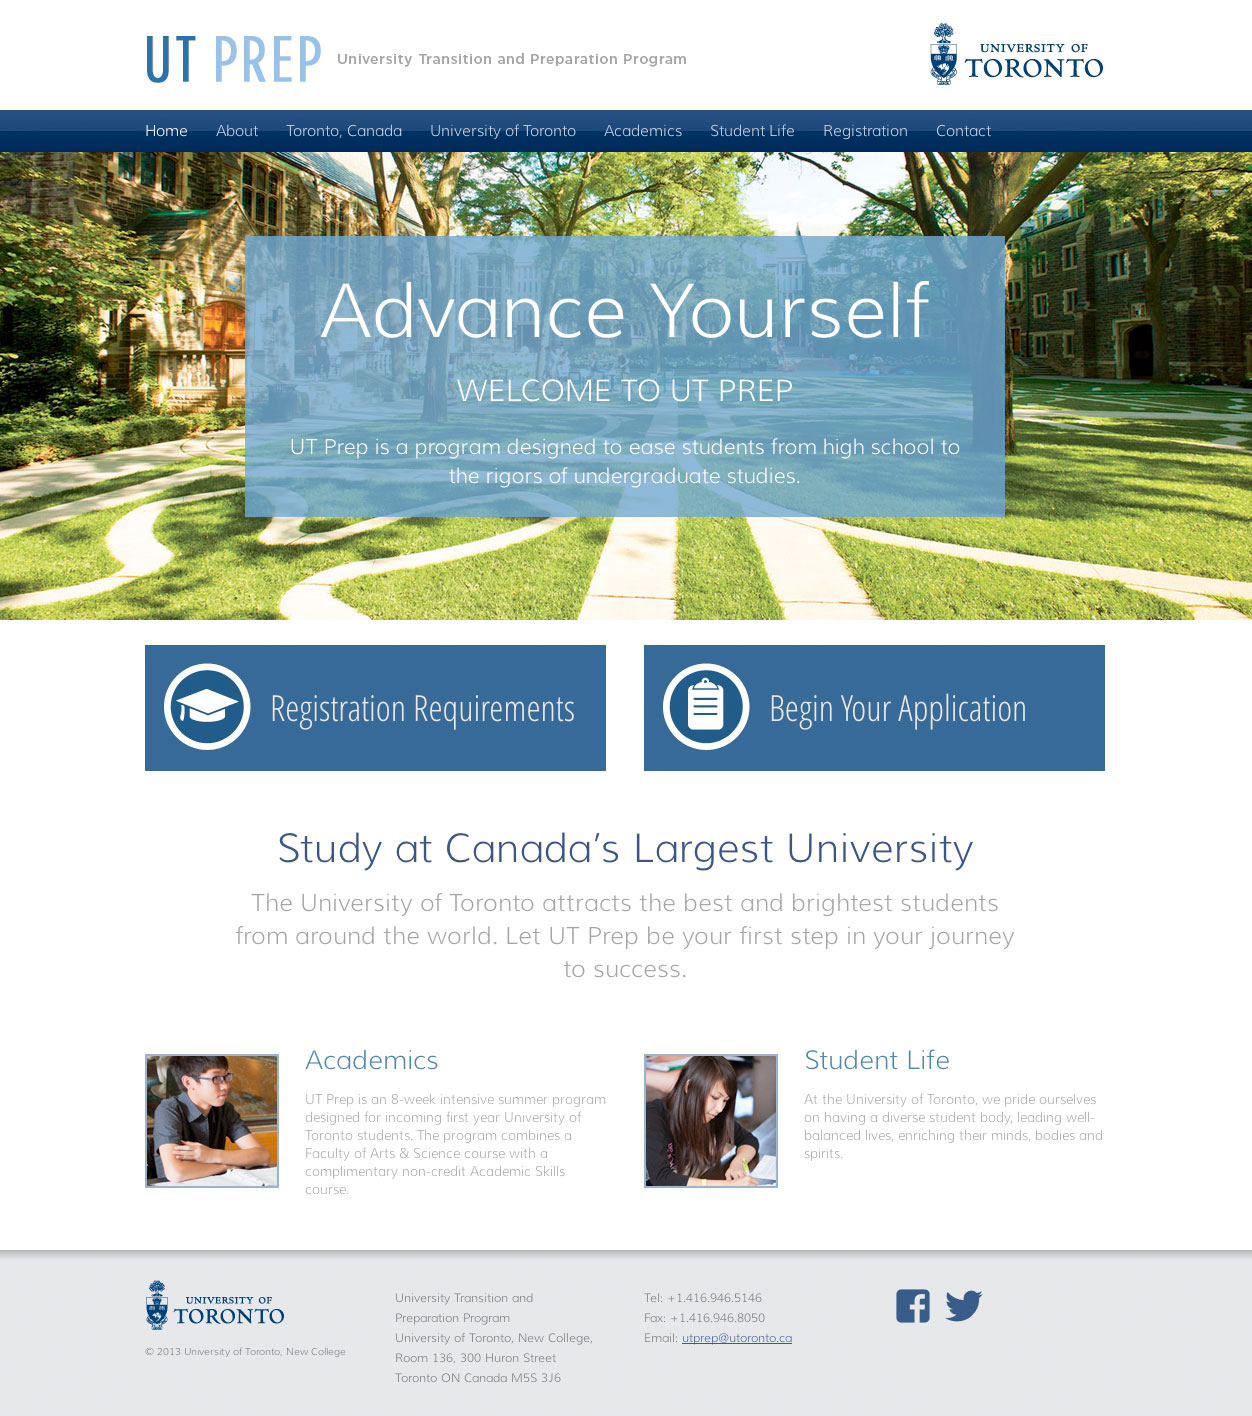 UT PREP University Transition and Preparation Program
UNIVERSITY OF
TORONTO
Home About Toronto, Canada University of Toronto Academics Student Life Registration Contact
Advance Yourself
WELCOME TO UT PREP
UT Prep is a program designed to ease students from high school to
the rigors of undergraduate studies.
Registration Requirements
Begin Your Application
Study at Canada’s Largest University
The University of Toronto attracts the best and brightest students
from around the world. Let UT Prep be your first step in your journey
to success.
Academics
UT Prep is an 8-week intensive summer program
designed for incoming first year University of
Toronto students. The program combines a
Faculty of Arts & Science course with a
complimentary non-credit Academic Skills
course.
Student Life
At the University of Toronto, we pride ourselves
on having a diverse student body, leading well-
balanced lives, enriching their minds, bodies and
spirits.
UNIVERSITY OF
TORONTO
© 2013 University of Toronto, New College
University Transition and
Preparation Program
University of Toronto, New College,
Room 136, 300 Huron Street
Toronto ON Canada M5S 3J6
Tel: +1.416.946.5146
Fax: +1.416.946.8050
Email: utprep@utoronto.ca